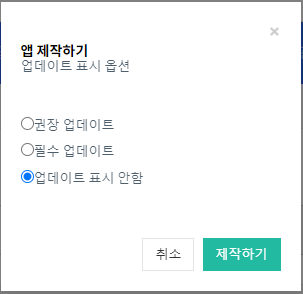 ×
앱 제작하기
업데이트 표시 옵션
권장 업데이트
필수 업데이트
업데이트 표시 안함
취소 제작하기